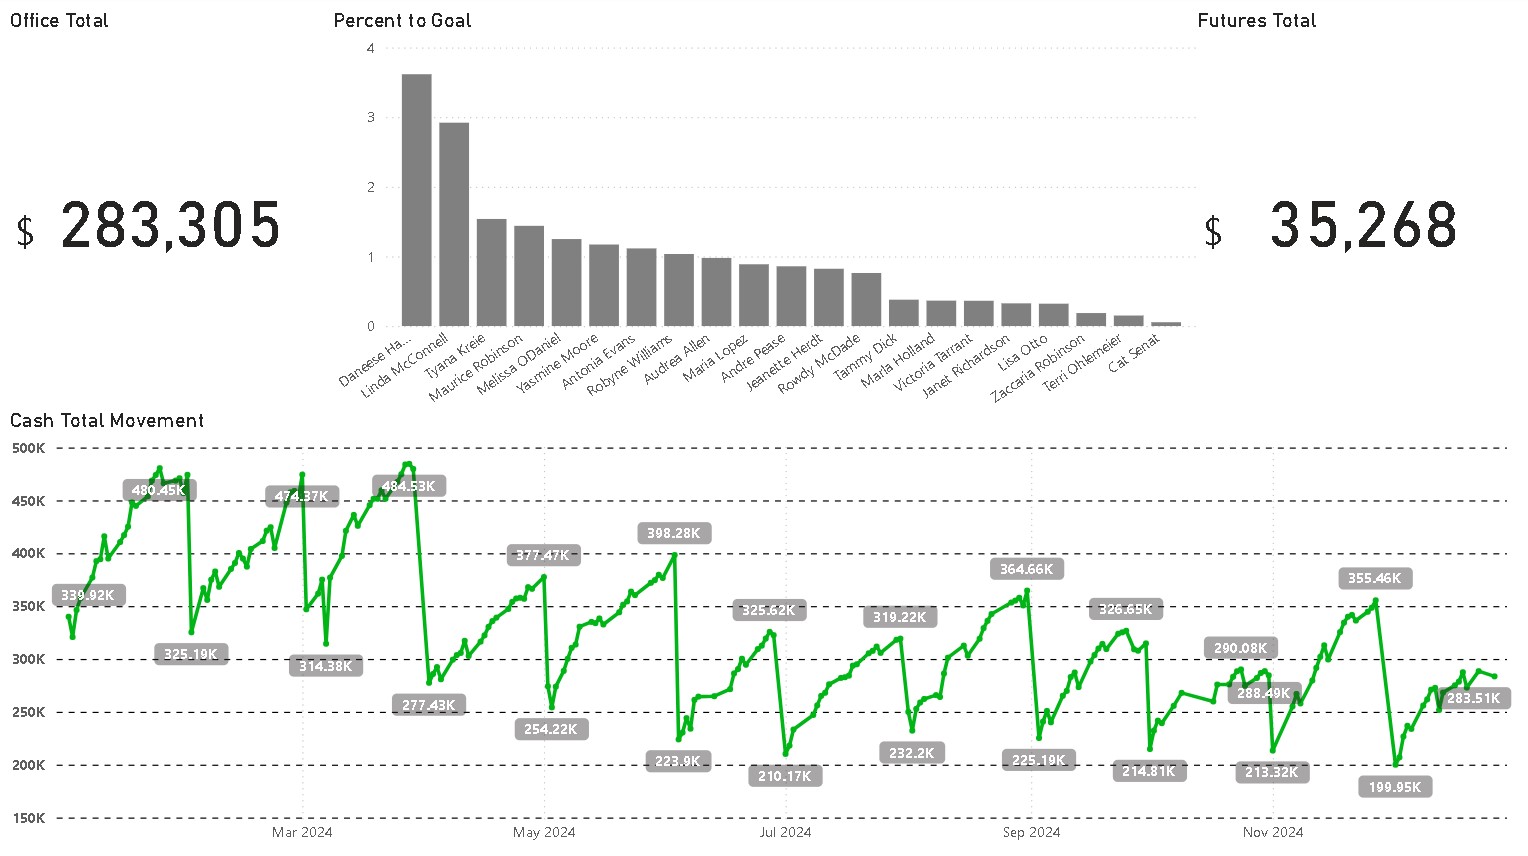 Office Total
$ 283,305
Percent to Goal
4
3
2
1
0
Daneese Ha...
Linda McConnell
Tyana Kreie
Maurice Robinson
Melissa ODaniel
Yasmine Moore
Antonia Evans
Robyne Williams
Audrea Allen
Maria Lopez
Andre Pease
Jeanette Herdt
Rowdy McDade
Tammy Dick
Marla Holland
Victoria Tarrant
Janet Richardson
Lisa Otto
Zaccaria Robinson
Terri Ohlemeier
Cat Senat
Futures Total
$ 35,268
Cash Total Movement
500K
450K
400K
350K
300K
250K
200K
150K
339.92K
480.45K
325.19K
474.37K
314.38K
484.53K
277.43K
377.47K
254.22K
398.28K
223.9K
325.62K
210.17K
319.22K
232.2K
364.66K
225.19K
326.65K
214.81K
290.08K
288.49K
213.32K
355.46K
199.95K
283.51K
Mar 2024
May 2024
Jul 2024
Sep 2024
Nov 2024